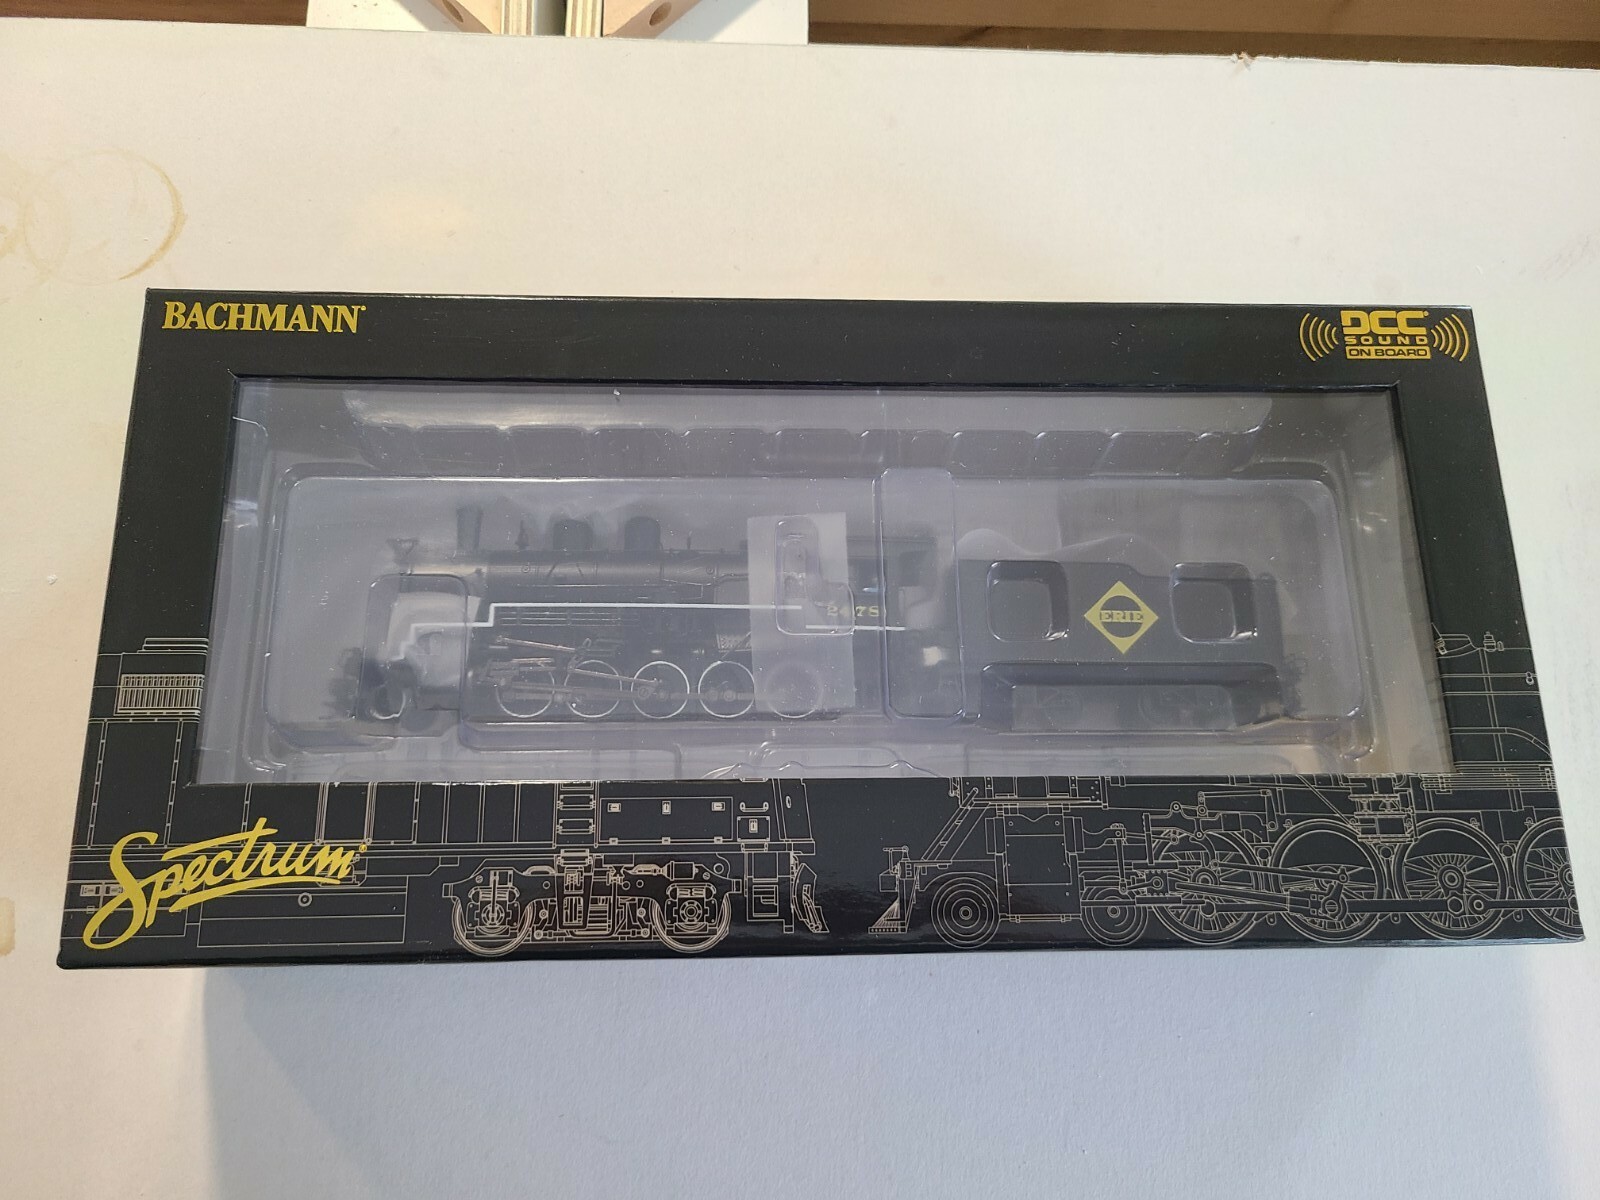 BACHMANN®
DCC®
SOUND
ON BOARD
ERIE
Spectrum®